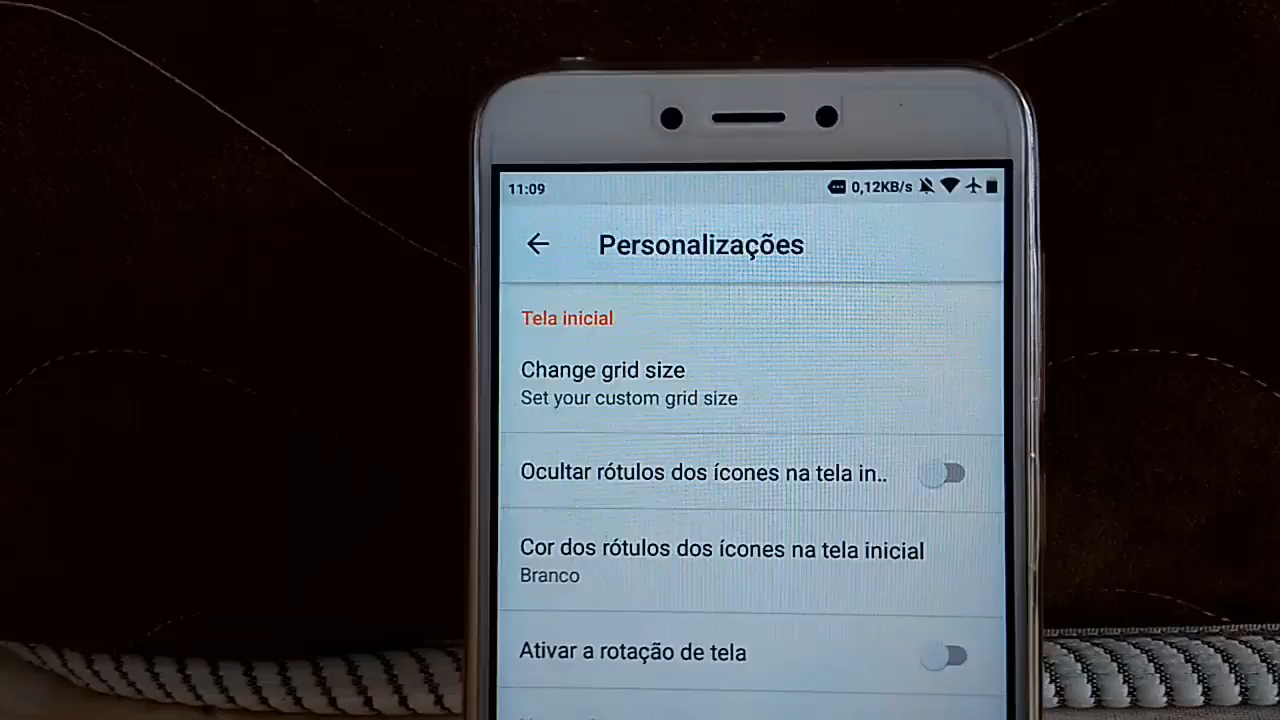 11:09 0,12KB/s
Personalizações
Tela inicial
Change grid size
Set your custom grid size
Ocultar rótulos dos ícones na tela in..
Cor dos rótulos dos ícones na tela inicial
Branco
Ativar a rotação de tela